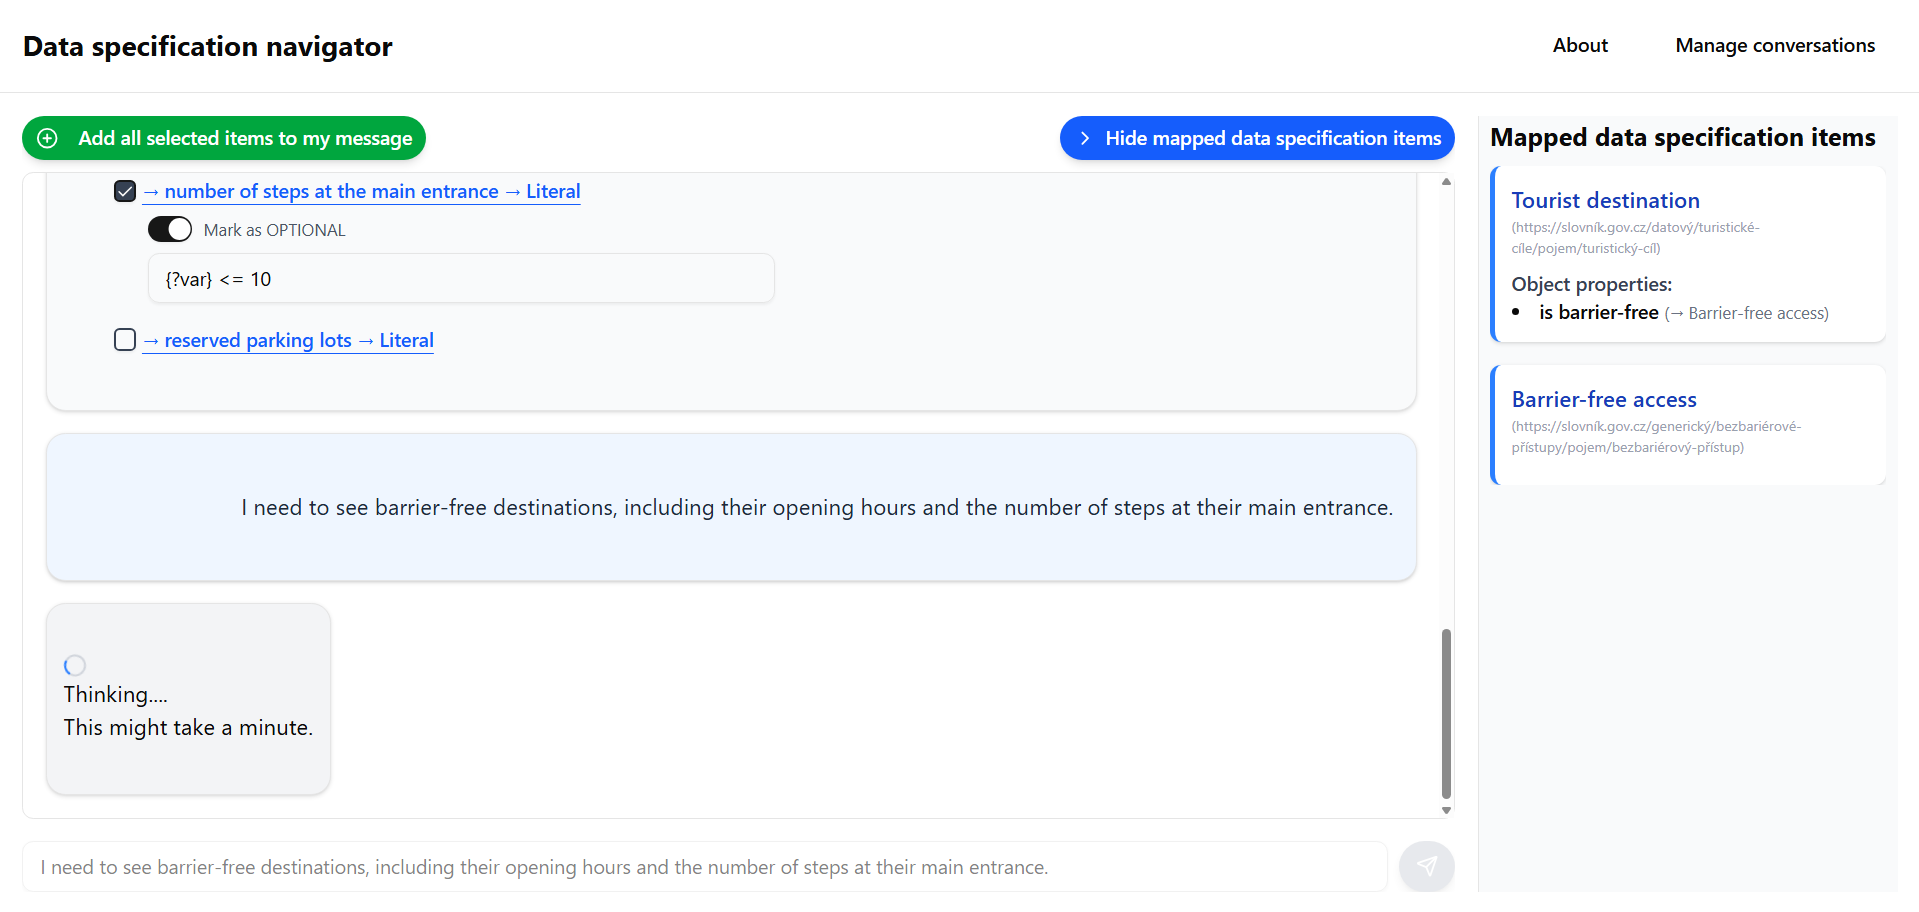 Data specification navigator
About
Manage conversations
Add all selected items to my message
Hide mapped data specification items
→ number of steps at the main entrance → Literal
Mark as OPTIONAL
{?var} <= 10
→ reserved parking lots → Literal
I need to see barrier-free destinations, including their opening hours and the number of steps at their main entrance.
Thinking....
This might take a minute.
I need to see barrier-free destinations, including their opening hours and the number of steps at their main entrance.
Mapped data specification items
Tourist destination
(https://slovník.gov.cz/datový/turistické-
cíle/pojem/turistický-cíl)
Object properties:
• is barrier-free (→ Barrier-free access)
Barrier-free access
(https://slovník.gov.cz/generický/bezbariérové-
přístupy/pojem/bezbariérový-přístup)